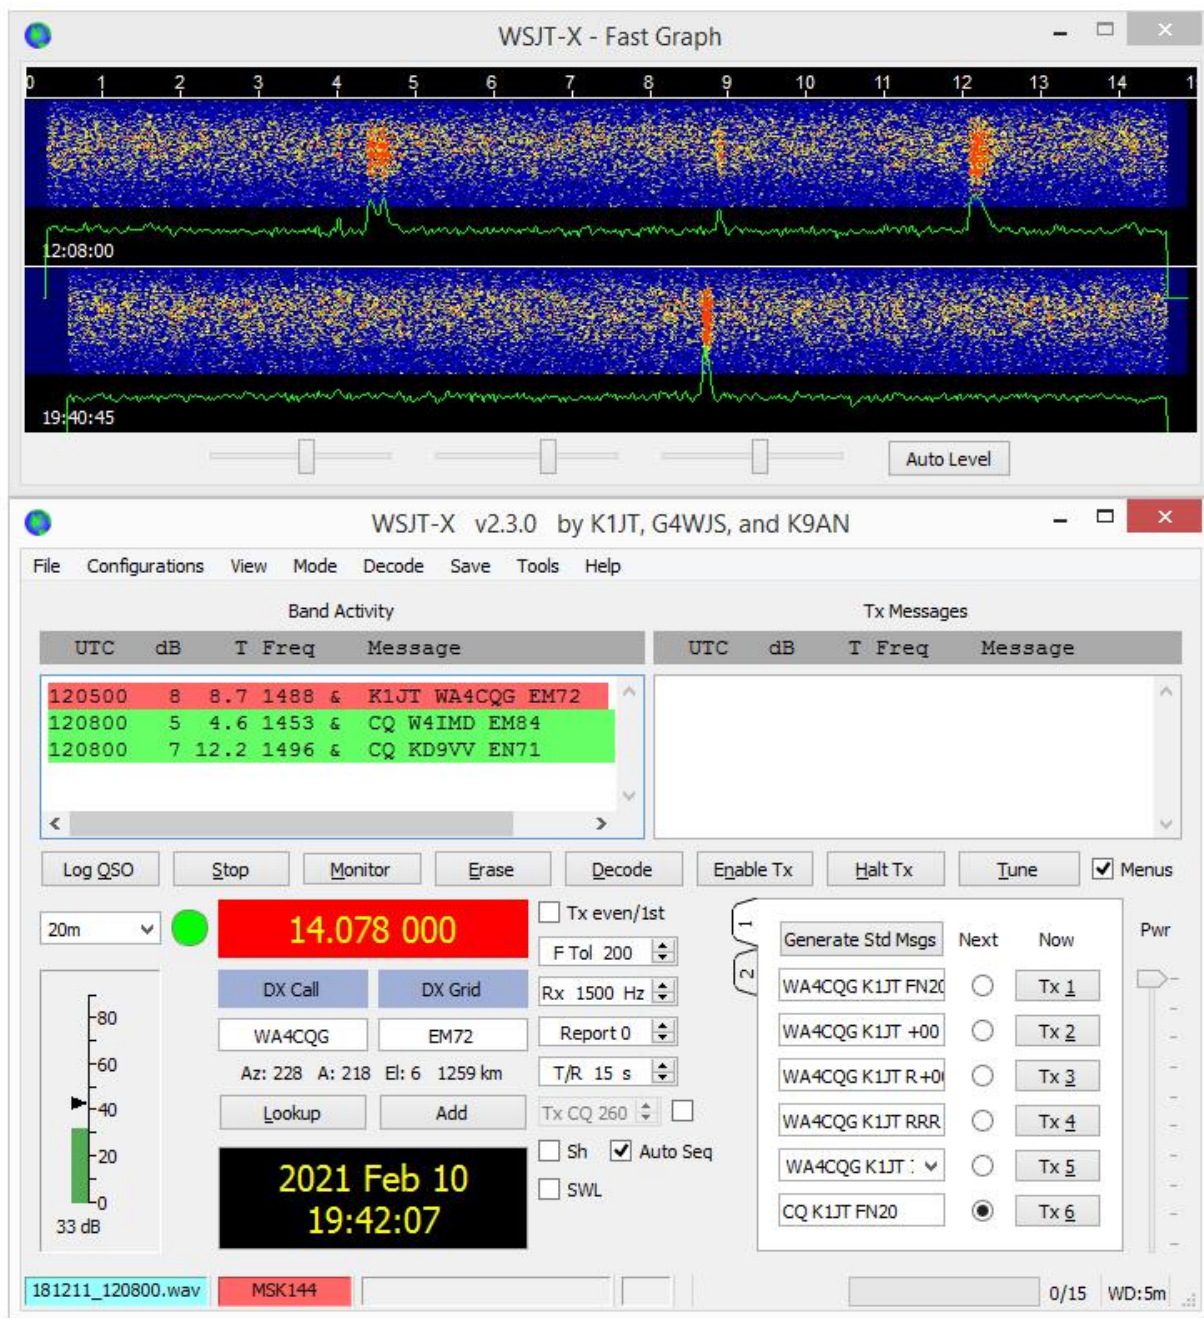 WSJT-X - Fast Graph
0 1 2 3 4 5 6 7 8 9 10 11 12 13 14 1
12:08:00
19:40:45
Auto Level
WSJT-X v2.3.0 by K1JT, G4WJS, and K9AN
File Configurations View Mode Decode Save Tools Help
Band Activity
UTC dB T Freq Message
120500 8 8.7 1488 & K1JT WA4CQG EM72
120800 5 4.6 1453 & CQ W4IMD EM84
120800 7 12.2 1496 & CQ KD9VV EN71
Tx Messages
UTC dB T Freq Message
Log QSO Stop Monitor Erase Decode Enable Tx Halt Tx Tune Menus
20m
14.078 000
DX Call DX Grid
WA4CQG EM72
Az: 228 A: 218 El: 6 1259 km
Lookup Add
2021 Feb 10
19:42:07
-80
-60
-40
-20
-0
33 dB
Tx even/1st
F Tol 200
Rx 1500 Hz
Report 0
T/R 15 s
Tx CQ 260
Sh Auto Seq
SWL
1
2
Generate Std Msgs Next Now
WA4CQG K1JT FN20 Tx 1
WA4CQG K1JT +00 Tx 2
WA4CQG K1JT R+0 Tx 3
WA4CQG K1JT RRR Tx 4
WA4CQG K1JT Tx 5
CQ K1JT FN20 Tx 6
Pwr
181211_120800.wav MSK144 0/15 WD:5m